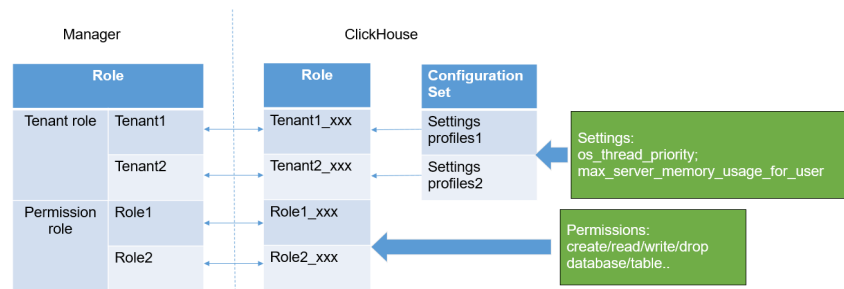 Manager
ClickHouse
Role
Role
Configuration
Set
Tenant role
Tenant1
Tenant1_xxx
Settings
profiles1
Tenant2
Tenant2_xxx
Settings
profiles2
Permission
role
Role1
Role1_xxx
Role2
Role2_xxx
Settings:
os_thread_priority;
max_server_memory_usage_for_user
Permissions:
create/read/write/drop
database/table..